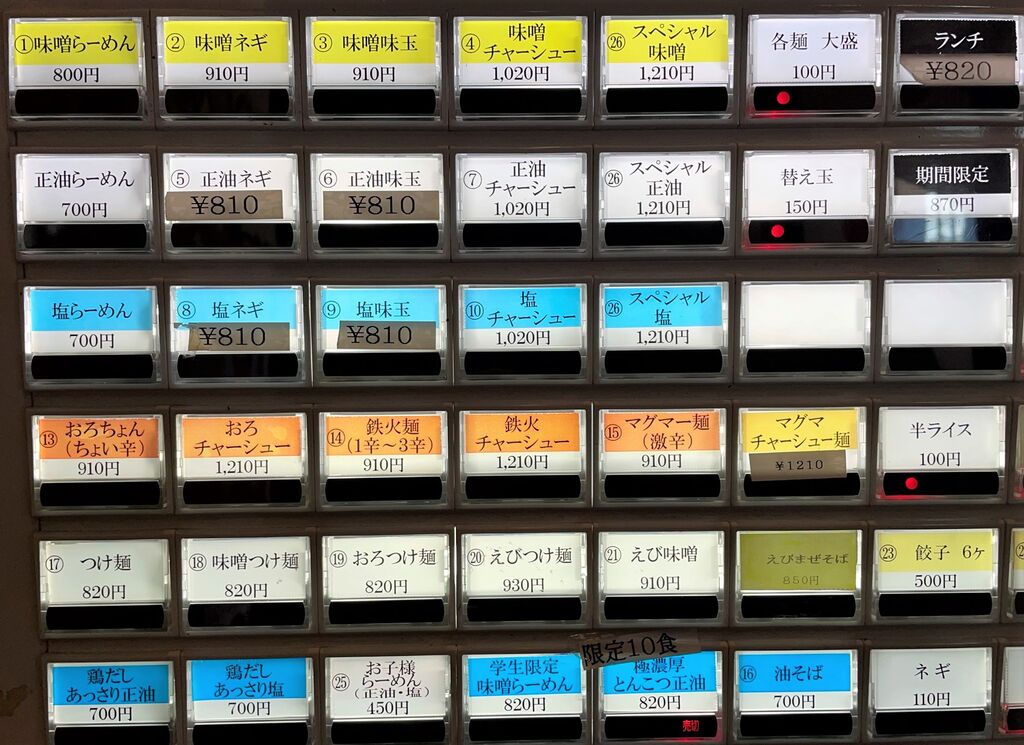 ①味噌らーめん
800円
② 味噌ネギ
910円
③ 味噌味玉
910円
④ 味噌
チャーシュー
1,020円
㉖ スペシャル
味噌
1,210円
各麺 大盛
100円
ランチ
¥820
正油らーめん
700円
⑤ 正油ネギ
¥810
⑥ 正油味玉
¥810
⑦ 正油
チャーシュー
1,020円
㉖ スペシャル
正油
1,210円
替え玉
150円
期間限定
870円
塩らーめん
700円
⑧ 塩ネギ
¥810
⑨ 塩味玉
¥810
⑩ 塩
チャーシュー
1,020円
㉖ スペシャル
塩
1,210円
⑬ おろちょん
(ちょい辛)
910円
おろ
チャーシュー
1,210円
⑭ 鉄火麺
(1辛～3辛)
910円
鉄火
チャーシュー
1,210円
⑮ マグマー麺
(激辛)
910円
マグマ
チャーシュー麺
¥1210
半ライス
100円
⑰ つけ麺
820円
⑱ 味噌つけ麺
820円
⑲ おろつけ麺
820円
⑳ えびつけ麺
930円
㉑ えび味噌
910円
えびまぜそば
850円
㉓ 餃子 6ヶ
500円
鶏だし
あっさり正油
700円
鶏だし
あっさり塩
700円
㉕ お子様
らーめん
(正油・塩)
450円
学生限定
味噌らーめん
820円
限定10食
極濃厚
とんこつ正油
820円
売切
⑯ 油そば
700円
ネギ
110円